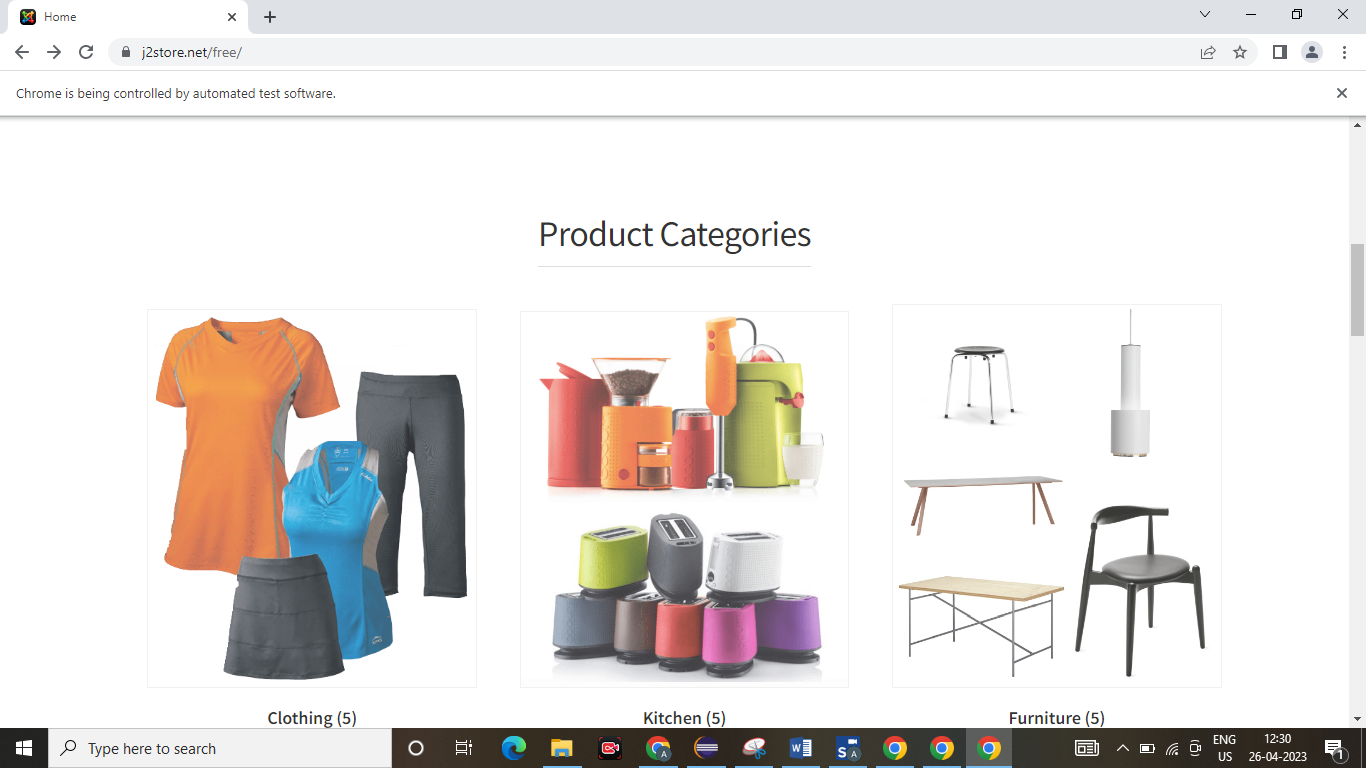 Home
j2store.net/free/
Chrome is being controlled by automated test software.
Product Categories
Clothing (5)
Kitchen (5)
Furniture (5)
Type here to search
ENG
US
12:30
26-04-2023
1